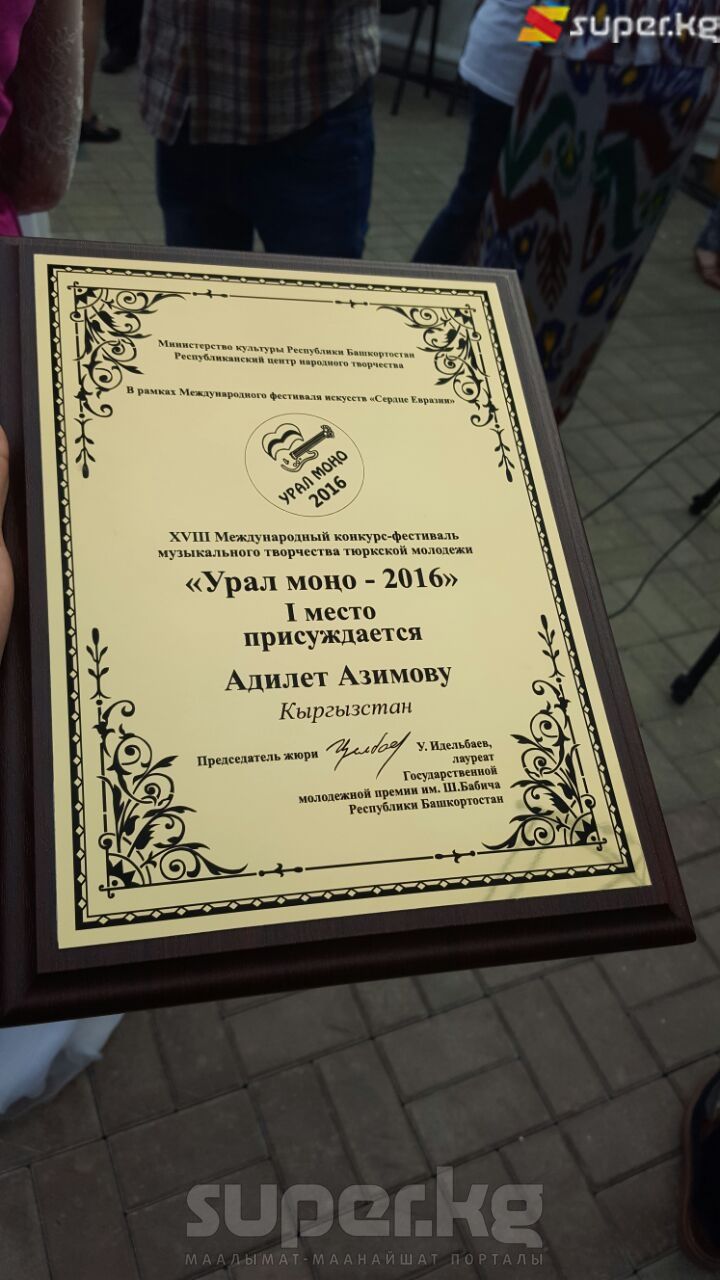 super.kg
Министерство культуры Республики Башкортостан
Республиканский центр народного творчества
В рамках Международного фестиваля искусств «Сердце Евразии»
УРАЛ МОҢО
2016
XVIII Международный конкурс-фестиваль
музыкального творчества тюркской молодежи
«Урал моңо - 2016»
I место
присуждается
Адилет Азимову
Кыргызстан
Председатель жюри У. Идельбаев,
лауреат
Государственной
молодежной премии им. Ш.Бабича
Республики Башкортостан
super.kg
МААЛЫМАТ-МААНАЙШАТ ПОРТАЛЫ